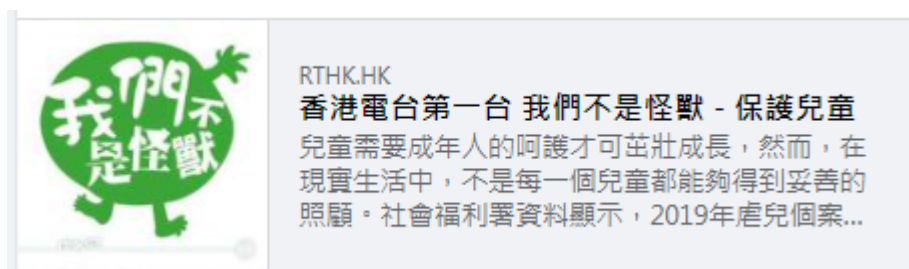 我們不
是怪獸
RTHK.HK
香港電台第一台 我們不是怪獸 - 保護兒童
兒童需要成年人的呵護才可茁壯成長，然而，在
現實生活中，不是每一個兒童都能夠得到妥善的
照顧。社會福利署資料顯示，2019年虐兒個案...